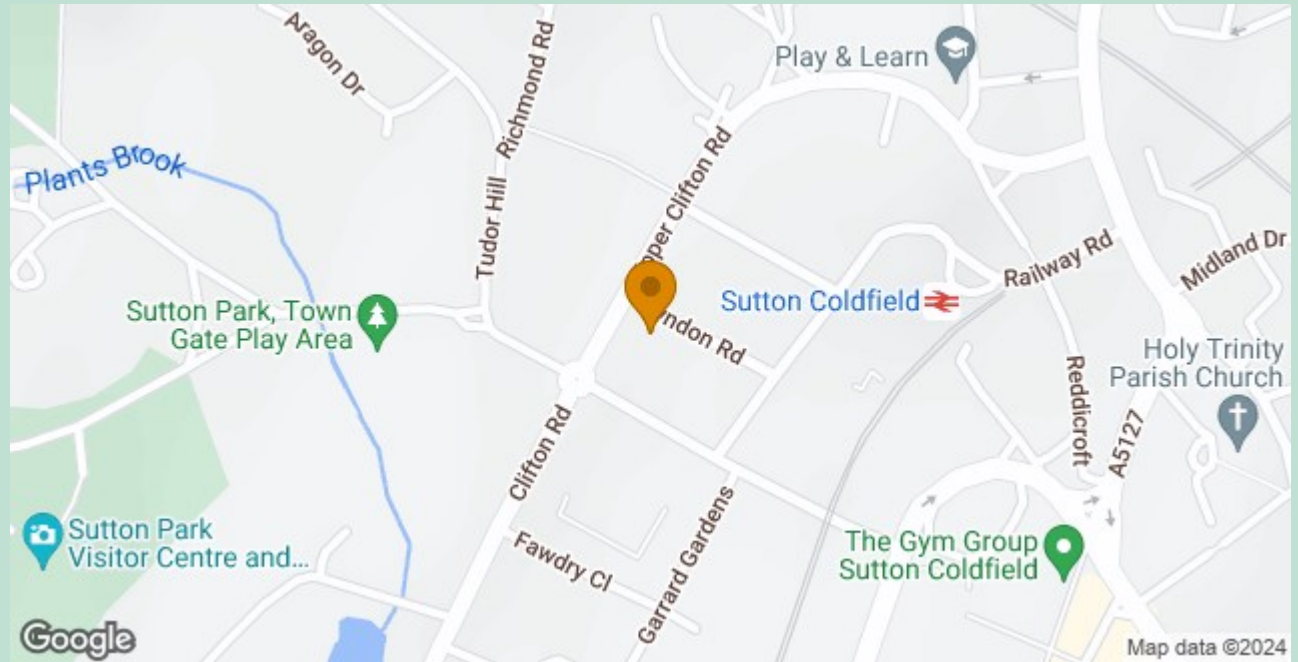 Aragon Dr
Richmond Rd
Play & Learn
Plants Brook
Tudor Hill
Clifton Rd
Railway Rd
Midland Dr
Sutton Coldfield
Sutton Park, Town
Gate Play Area
Rd
Holy Trinity
Parish Church
Reddicroft
Clifton Rd
A5127
Sutton Park
Visitor Centre and...
Fawdry Cl
Garrard Gardens
The Gym Group
Sutton Coldfield
Google
Map data ©2024